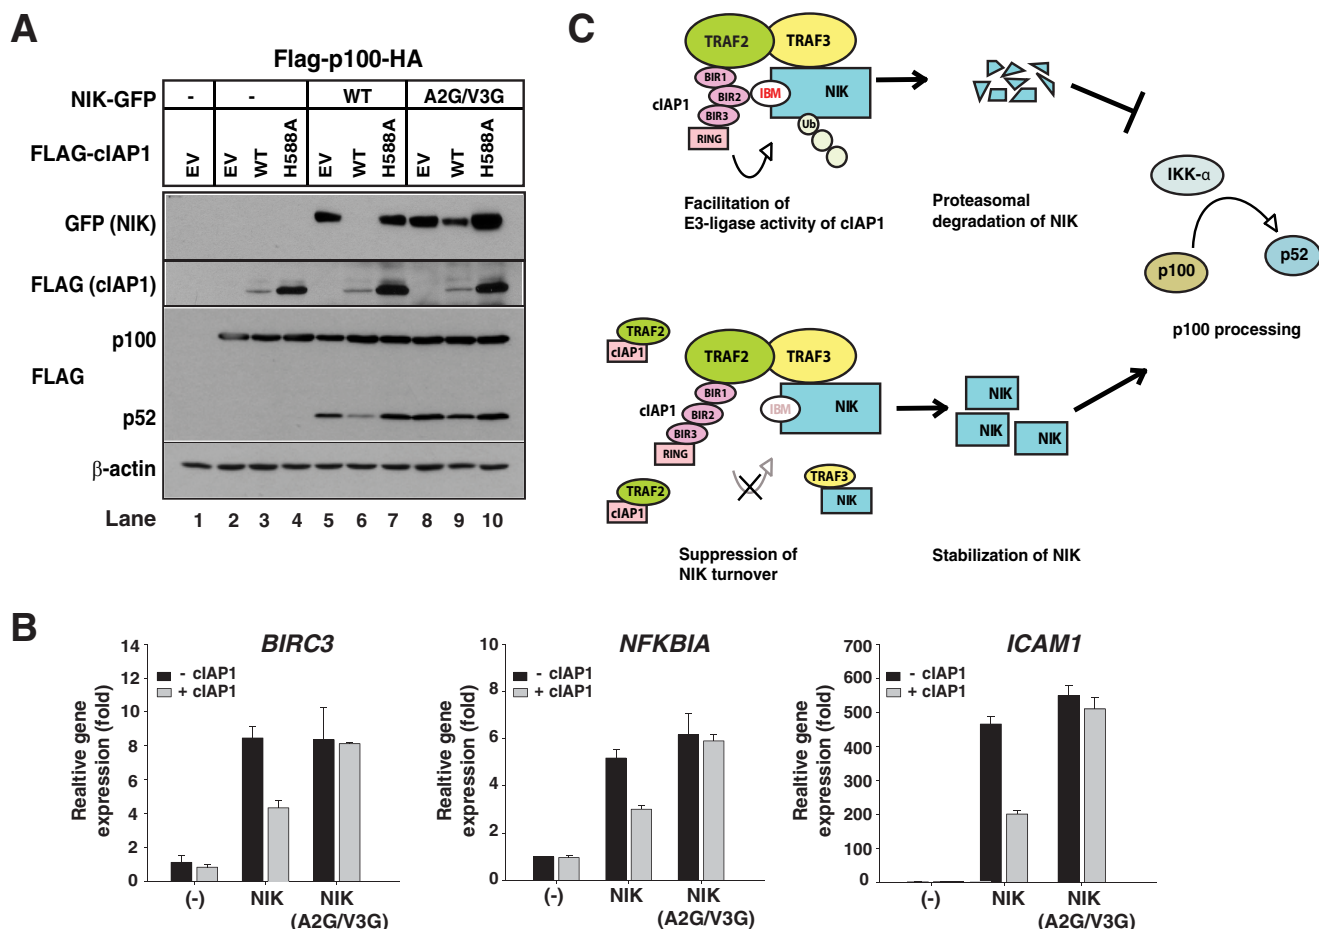 A
Flag-p100-HA
NIK-GFP - - WT A2G/V3G
FLAG-cIAP1 EV EV WT H588A EV WT H588A EV WT H588A
GFP (NIK)
FLAG (cIAP1)
p100
FLAG
p52
β-actin
Lane 1 2 3 4 5 6 7 8 9 10
C
TRAF2 TRAF3
BIR1
BIR2
BIR3
RING
cIAP1
IBM
NIK
Ub
Facilitation of
E3-ligase activity of cIAP1
Proteasomal
degradation of NIK
IKK-α
p100
p52
p100 processing
TRAF2
cIAP1
TRAF2 TRAF3
BIR1
BIR2
BIR3
RING
cIAP1
IBM
NIK
NIK
NIK
NIK
TRAF2
cIAP1
TRAF3
NIK
Suppression of
NIK turnover
Stabilization of NIK
B
BIRC3
Realtive gene
expression (fold)
14
12
10
8
6
4
2
0
- cIAP1
+ cIAP1
(-) NIK NIK
(A2G/V3G)
NFKBIA
Realtive gene
expression (fold)
10
8
6
4
2
0
- cIAP1
+ cIAP1
(-) NIK NIK
(A2G/V3G)
ICAM1
Realtive gene
expression (fold)
700
600
500
400
300
200
100
0
- cIAP1
+ cIAP1
(-) NIK NIK
(A2G/V3G)